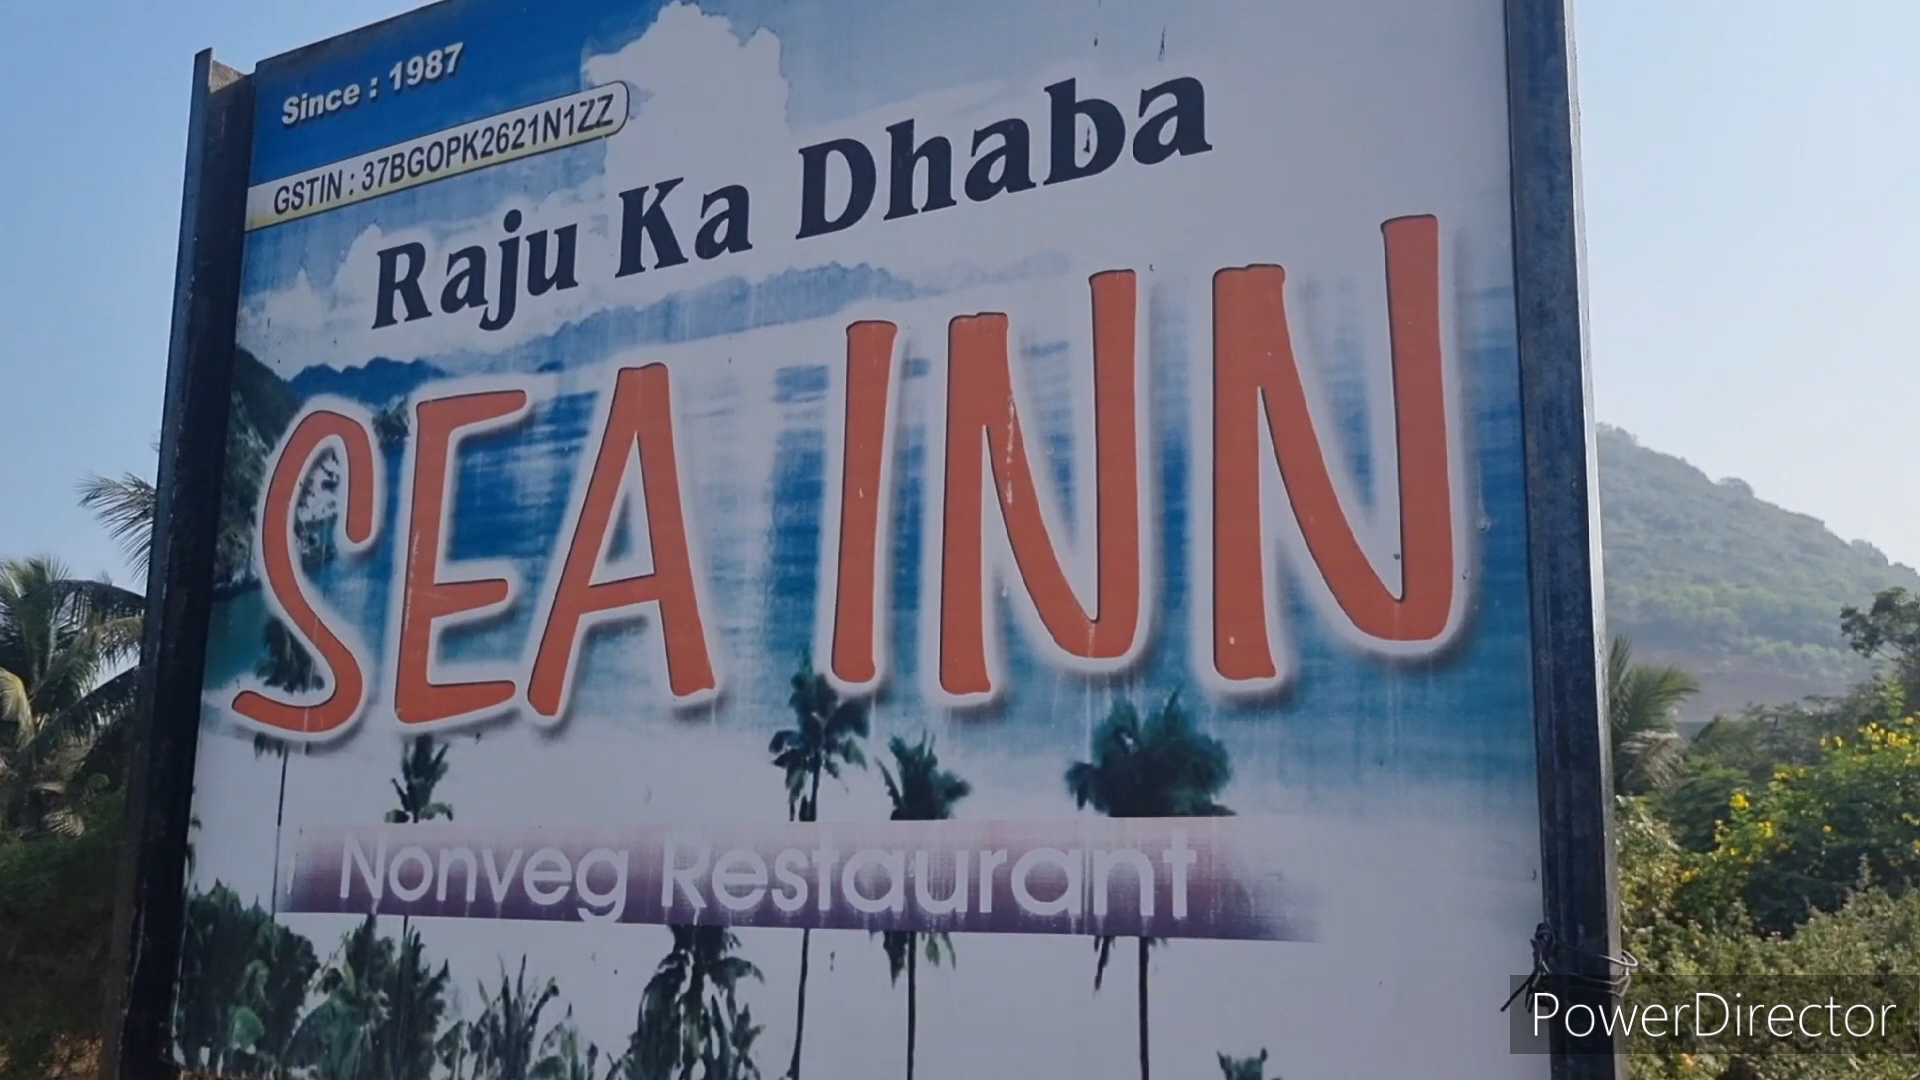 Since : 1987
GSTIN : 37BGOPK2621N1ZZ
Raju Ka Dhaba
SEA INN
Nonveg Restaurant
PowerDirector